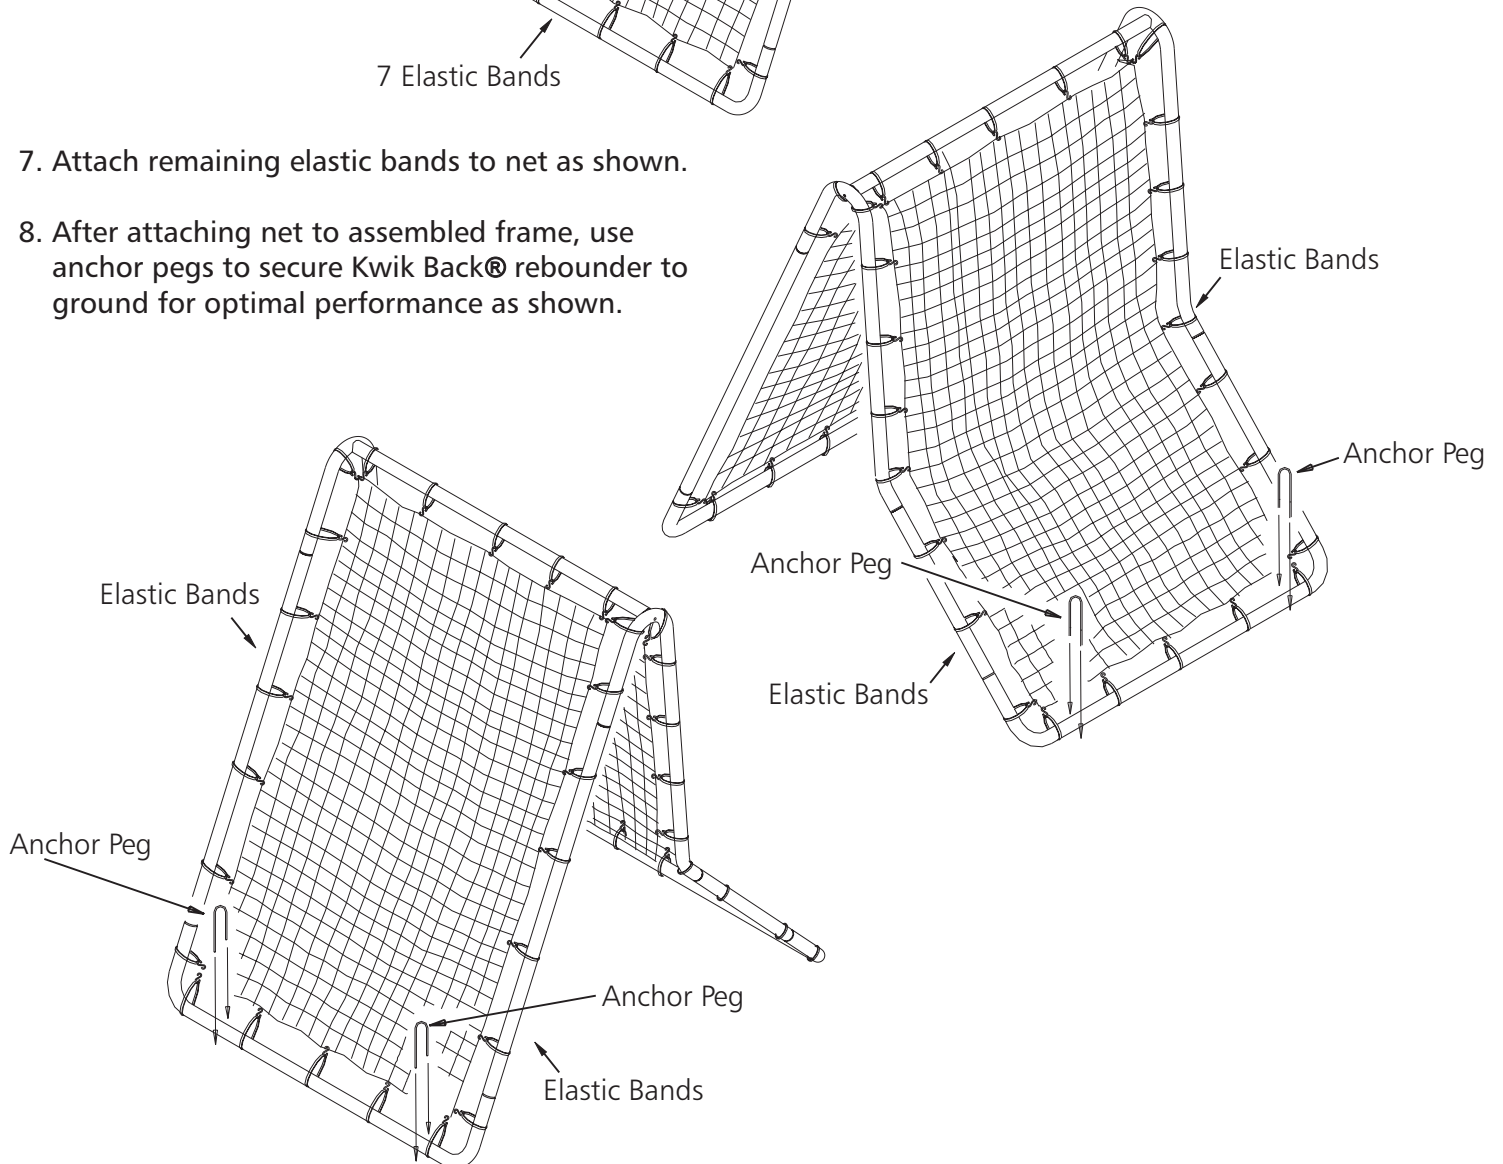 7 Elastic Bands
7. Attach remaining elastic bands to net as shown.
8. After attaching net to assembled frame, use
anchor pegs to secure Kwik Back® rebounder to
ground for optimal performance as shown.
Elastic Bands
Anchor Peg
Anchor Peg
Elastic Bands
Elastic Bands
Anchor Peg
Anchor Peg
Elastic Bands